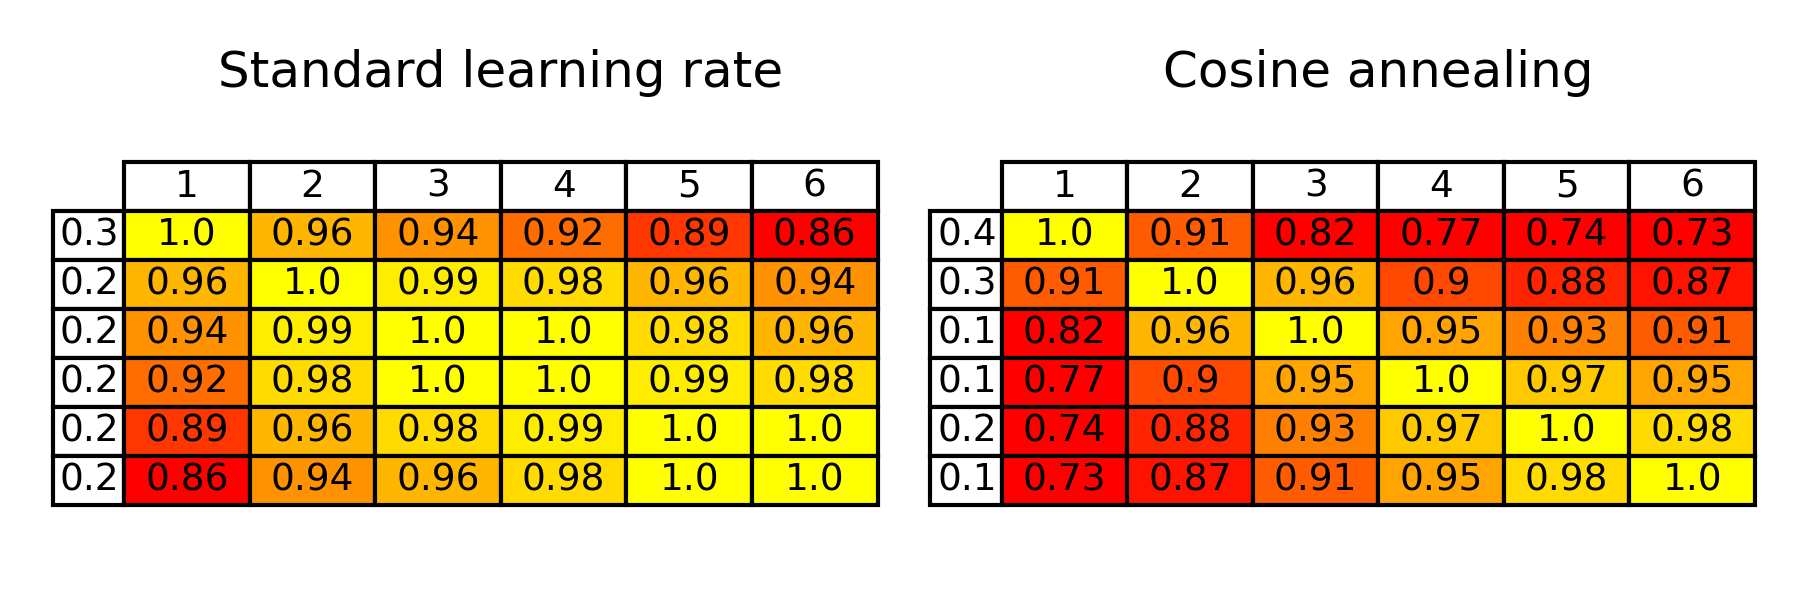 Standard learning rate
1 2 3 4 5 6
0.3 1.0 0.96 0.94 0.92 0.89 0.86
0.2 0.96 1.0 0.99 0.98 0.96 0.94
0.2 0.94 0.99 1.0 1.0 0.98 0.96
0.2 0.92 0.98 1.0 1.0 0.99 0.98
0.2 0.89 0.96 0.98 0.99 1.0 1.0
0.2 0.86 0.94 0.96 0.98 1.0 1.0
Cosine annealing
1 2 3 4 5 6
0.4 1.0 0.91 0.82 0.77 0.74 0.73
0.3 0.91 1.0 0.96 0.9 0.88 0.87
0.1 0.82 0.96 1.0 0.95 0.93 0.91
0.1 0.77 0.9 0.95 1.0 0.97 0.95
0.2 0.74 0.88 0.93 0.97 1.0 0.98
0.1 0.73 0.87 0.91 0.95 0.98 1.0